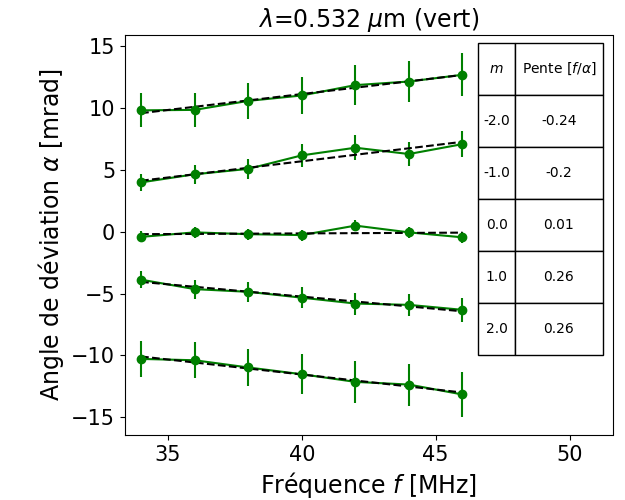 λ=0.532 μm (vert)
Angle de déviation α [mrad]
15
10
5
0
−5
−10
−15
m Pente [f/α]
-2.0 -0.24
-1.0 -0.2
0.0 0.01
1.0 0.26
2.0 0.26
35 40 45 50
Fréquence f [MHz]